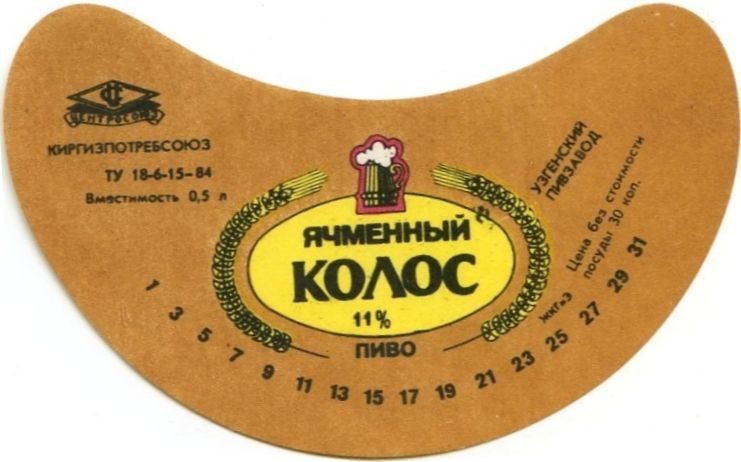 ЦЕНТРОСОЮЗ
КИРГИЗПОТРЕБСОЮЗ
ТУ 18-6-15-84
Вместимость 0,5 л
ЯЧМЕННЫЙ
КОЛОС
11%
ПИВО
УЗГЕНСКИЙ
ПИВЗАВОД
Цена без стоимости
посуды 30 коп.
1 3 5 7 9 11 13 15 17 19 21 23 25 27 29 31